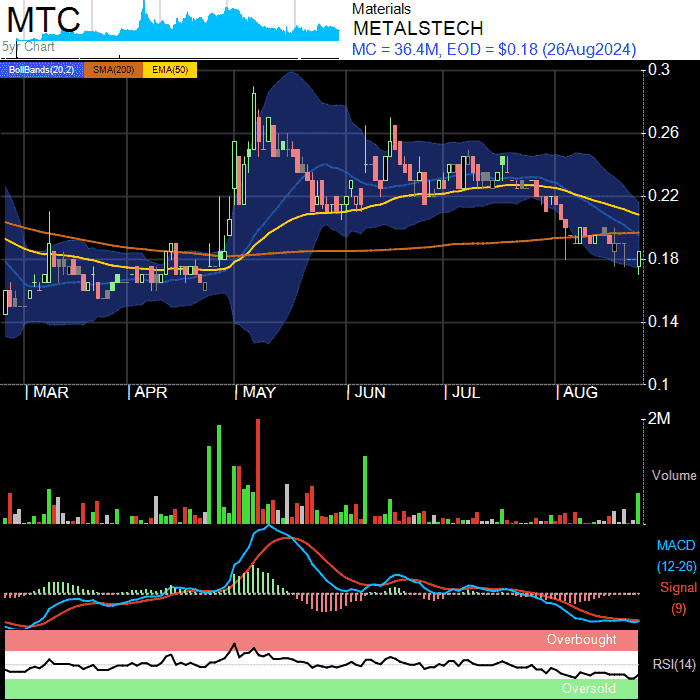 MTC
5yr Chart
Materials
METALSTECH
MC = 36.4M, EOD = $0.18 (26Aug2024)
BollBands(20,2) SMA(200) EMA(50)
0.3
0.26
0.22
0.18
0.14
0.1
MAR APR MAY JUN JUL AUG
2M
Volume
MACD
(12-26)
Signal
(9)
Overbought
RSI(14)
Oversold